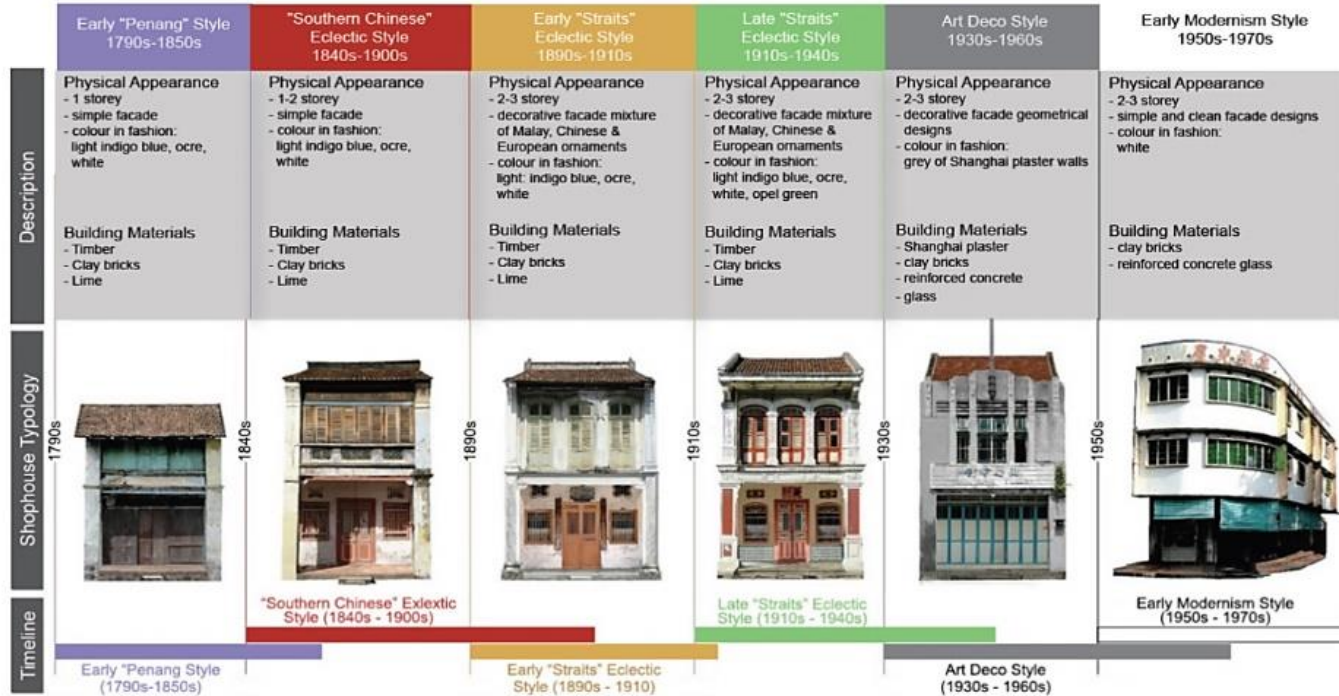 Early "Penang" Style
1790s-1850s
"Southern Chinese"
Eclectic Style
1840s-1900s
Early "Straits"
Eclectic Style
1890s-1910s
Late "Straits"
Eclectic Style
1910s-1940s
Art Deco Style
1930s-1960s
Early Modernism Style
1950s-1970s
Description
Physical Appearance
- 1 storey
- simple facade
- colour in fashion:
light indigo blue, ocre,
white
Building Materials
- Timber
- Clay bricks
- Lime
Physical Appearance
- 1-2 storey
- simple facade
- colour in fashion:
light indigo blue, ocre,
white
Building Materials
- Timber
- Clay bricks
- Lime
Physical Appearance
- 2-3 storey
- decorative facade mixture
of Malay, Chinese &
European ornaments
- colour in fashion:
light: indigo blue, ocre,
white
Building Materials
- Timber
- Clay bricks
- Lime
Physical Appearance
- 2-3 storey
- decorative facade mixture
of Malay, Chinese &
European ornaments
- colour in fashion:
light indigo blue, ocre,
white, opel green
Building Materials
- Timber
- Clay bricks
- Lime
Physical Appearance
- 2-3 storey
- decorative facade geometrical
designs
- colour in fashion:
grey of Shanghai plaster walls
Building Materials
- Shanghai plaster
- clay bricks
- reinforced concrete
- glass
Physical Appearance
- 2-3 storey
- simple and clean facade designs
- colour in fashion:
white
Building Materials
- clay bricks
- reinforced concrete glass
Shophouse Typology
1790s
1840s
1890s
1910s
1930s
1950s
Timeline
"Southern Chinese" Exlextic
Style (1840s - 1900s)
Late "Straits" Eclectic
Style (1910s - 1940s)
Early Modernism Style
(1950s - 1970s)
Early "Penang Style
(1790s-1850s)
Early "Straits" Eclectic
Style (1890s - 1910)
Art Deco Style
(1930s - 1960s)